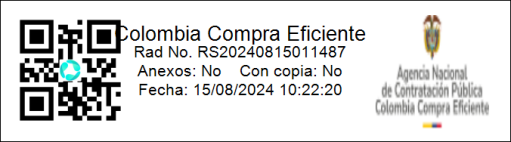 Colombia Compra Eficiente
Rad No. RS20240815011487
Anexos: No Con copia: No
Fecha: 15/08/2024 10:22:20
Agencia Nacional
de Contratación Pública
Colombia Compra Eficiente